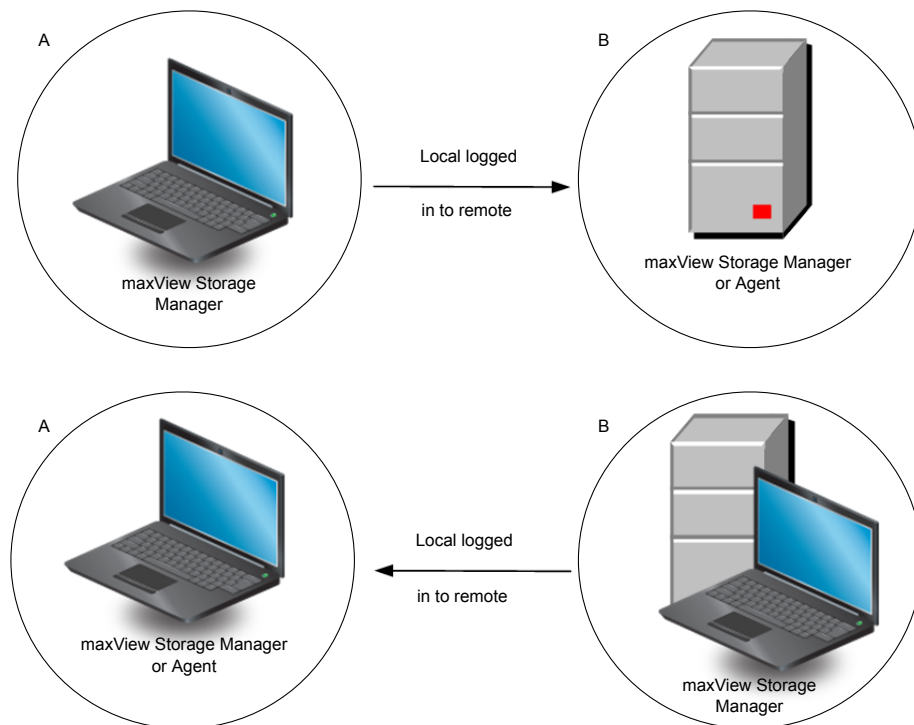 A
B
Local logged
in to remote
maxView Storage
Manager
maxView Storage Manager
or Agent
A
B
Local logged
in to remote
maxView Storage Manager
or Agent
maxView Storage
Manager